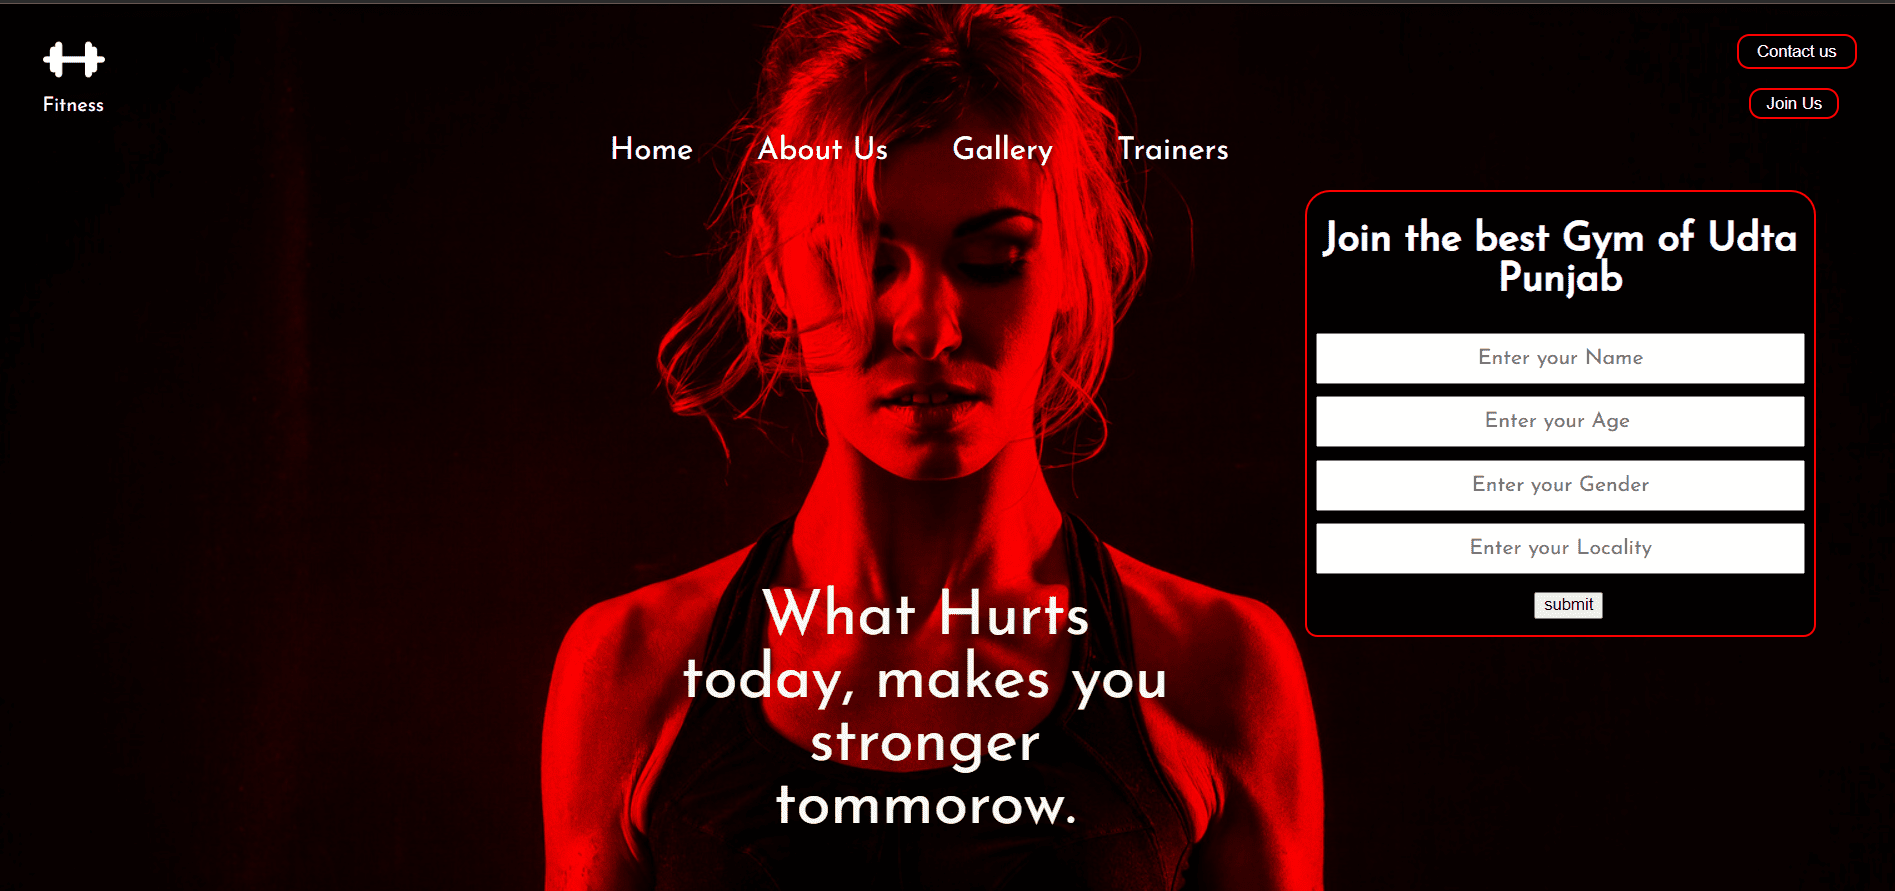 Fitness
Contact us
Join Us
Home About Us Gallery Trainers
Join the best Gym of Udta
Punjab
Enter your Name
Enter your Age
Enter your Gender
Enter your Locality
submit
What Hurts
today, makes you
stronger
tommorow.